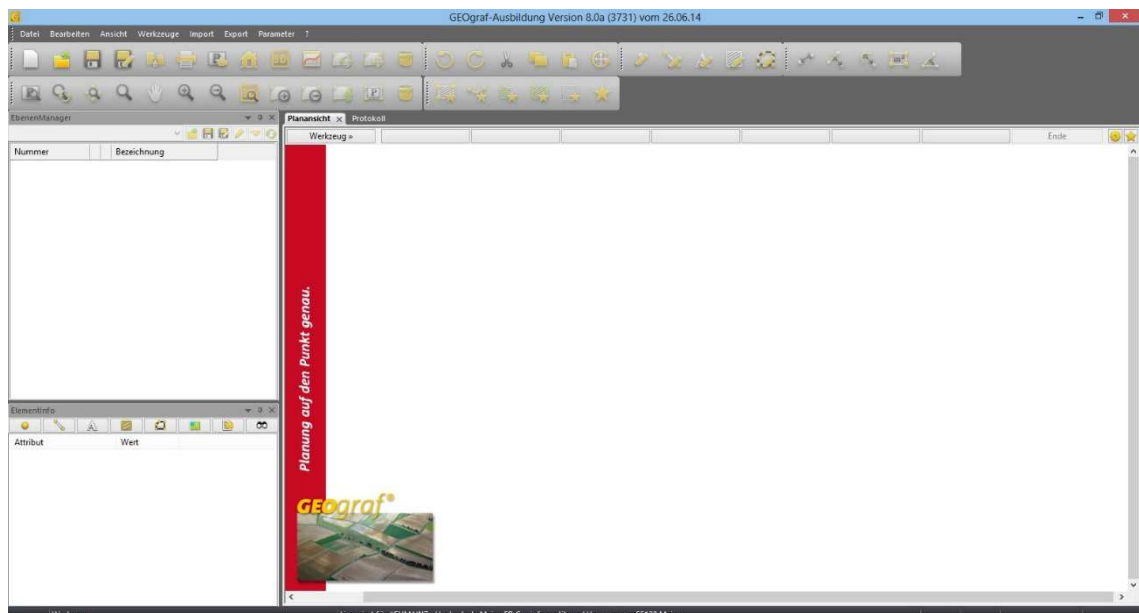 GEOgraf-Ausbildung Version 8.0a (3731) vom 26.06.14
Datei Bearbeiten Ansicht Werkzeuge Import Export Parameter ?
EbenenManager
Planansicht x Protokoll
Werkzeug »
Ende
Nummer Bezeichnung
Planung auf den Punkt genau.
ElementInfo
Attribut Wert
GEOgraf®